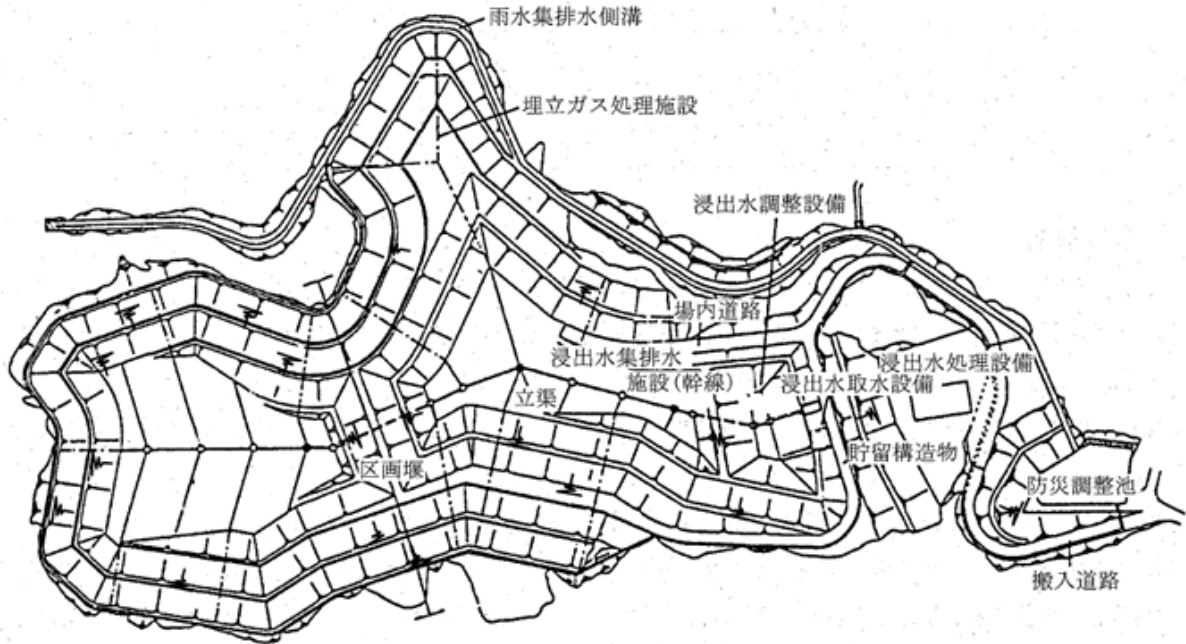 雨水集排水側溝
埋立ガス処理施設
浸出水調整設備
場内道路
浸出水集排水
施設(幹線)
浸出水処理設備
浸出水取水設備
立渠
貯留構造物
区画堰
防災調整池
搬入道路